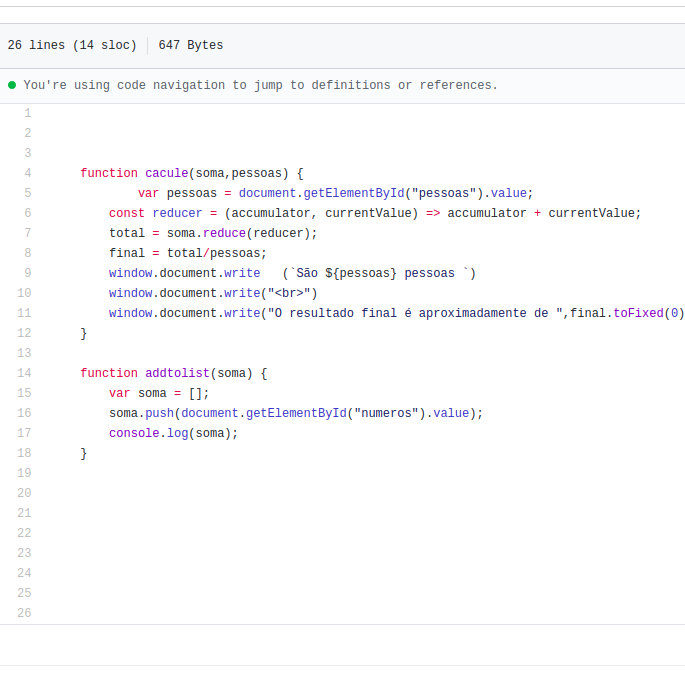 26 lines (14 sloc) 647 Bytes
You're using code navigation to jump to definitions or references.
1
2
3
4 function cacule(soma,pessoas) {
5 var pessoas = document.getElementById("pessoas").value;
6 const reducer = (accumulator, currentValue) => accumulator + currentValue;
7 total = soma.reduce(reducer);
8 final = total/pessoas;
9 window.document.write (`São ${pessoas} pessoas `)
10 window.document.write("<br>")
11 window.document.write("O resultado final é aproximadamente de ",final.toFixed(0)
12 }
13
14 function addtolist(soma) {
15 var soma = [];
16 soma.push(document.getElementById("numeros").value);
17 console.log(soma);
18 }
19
20
21
22
23
24
25
26